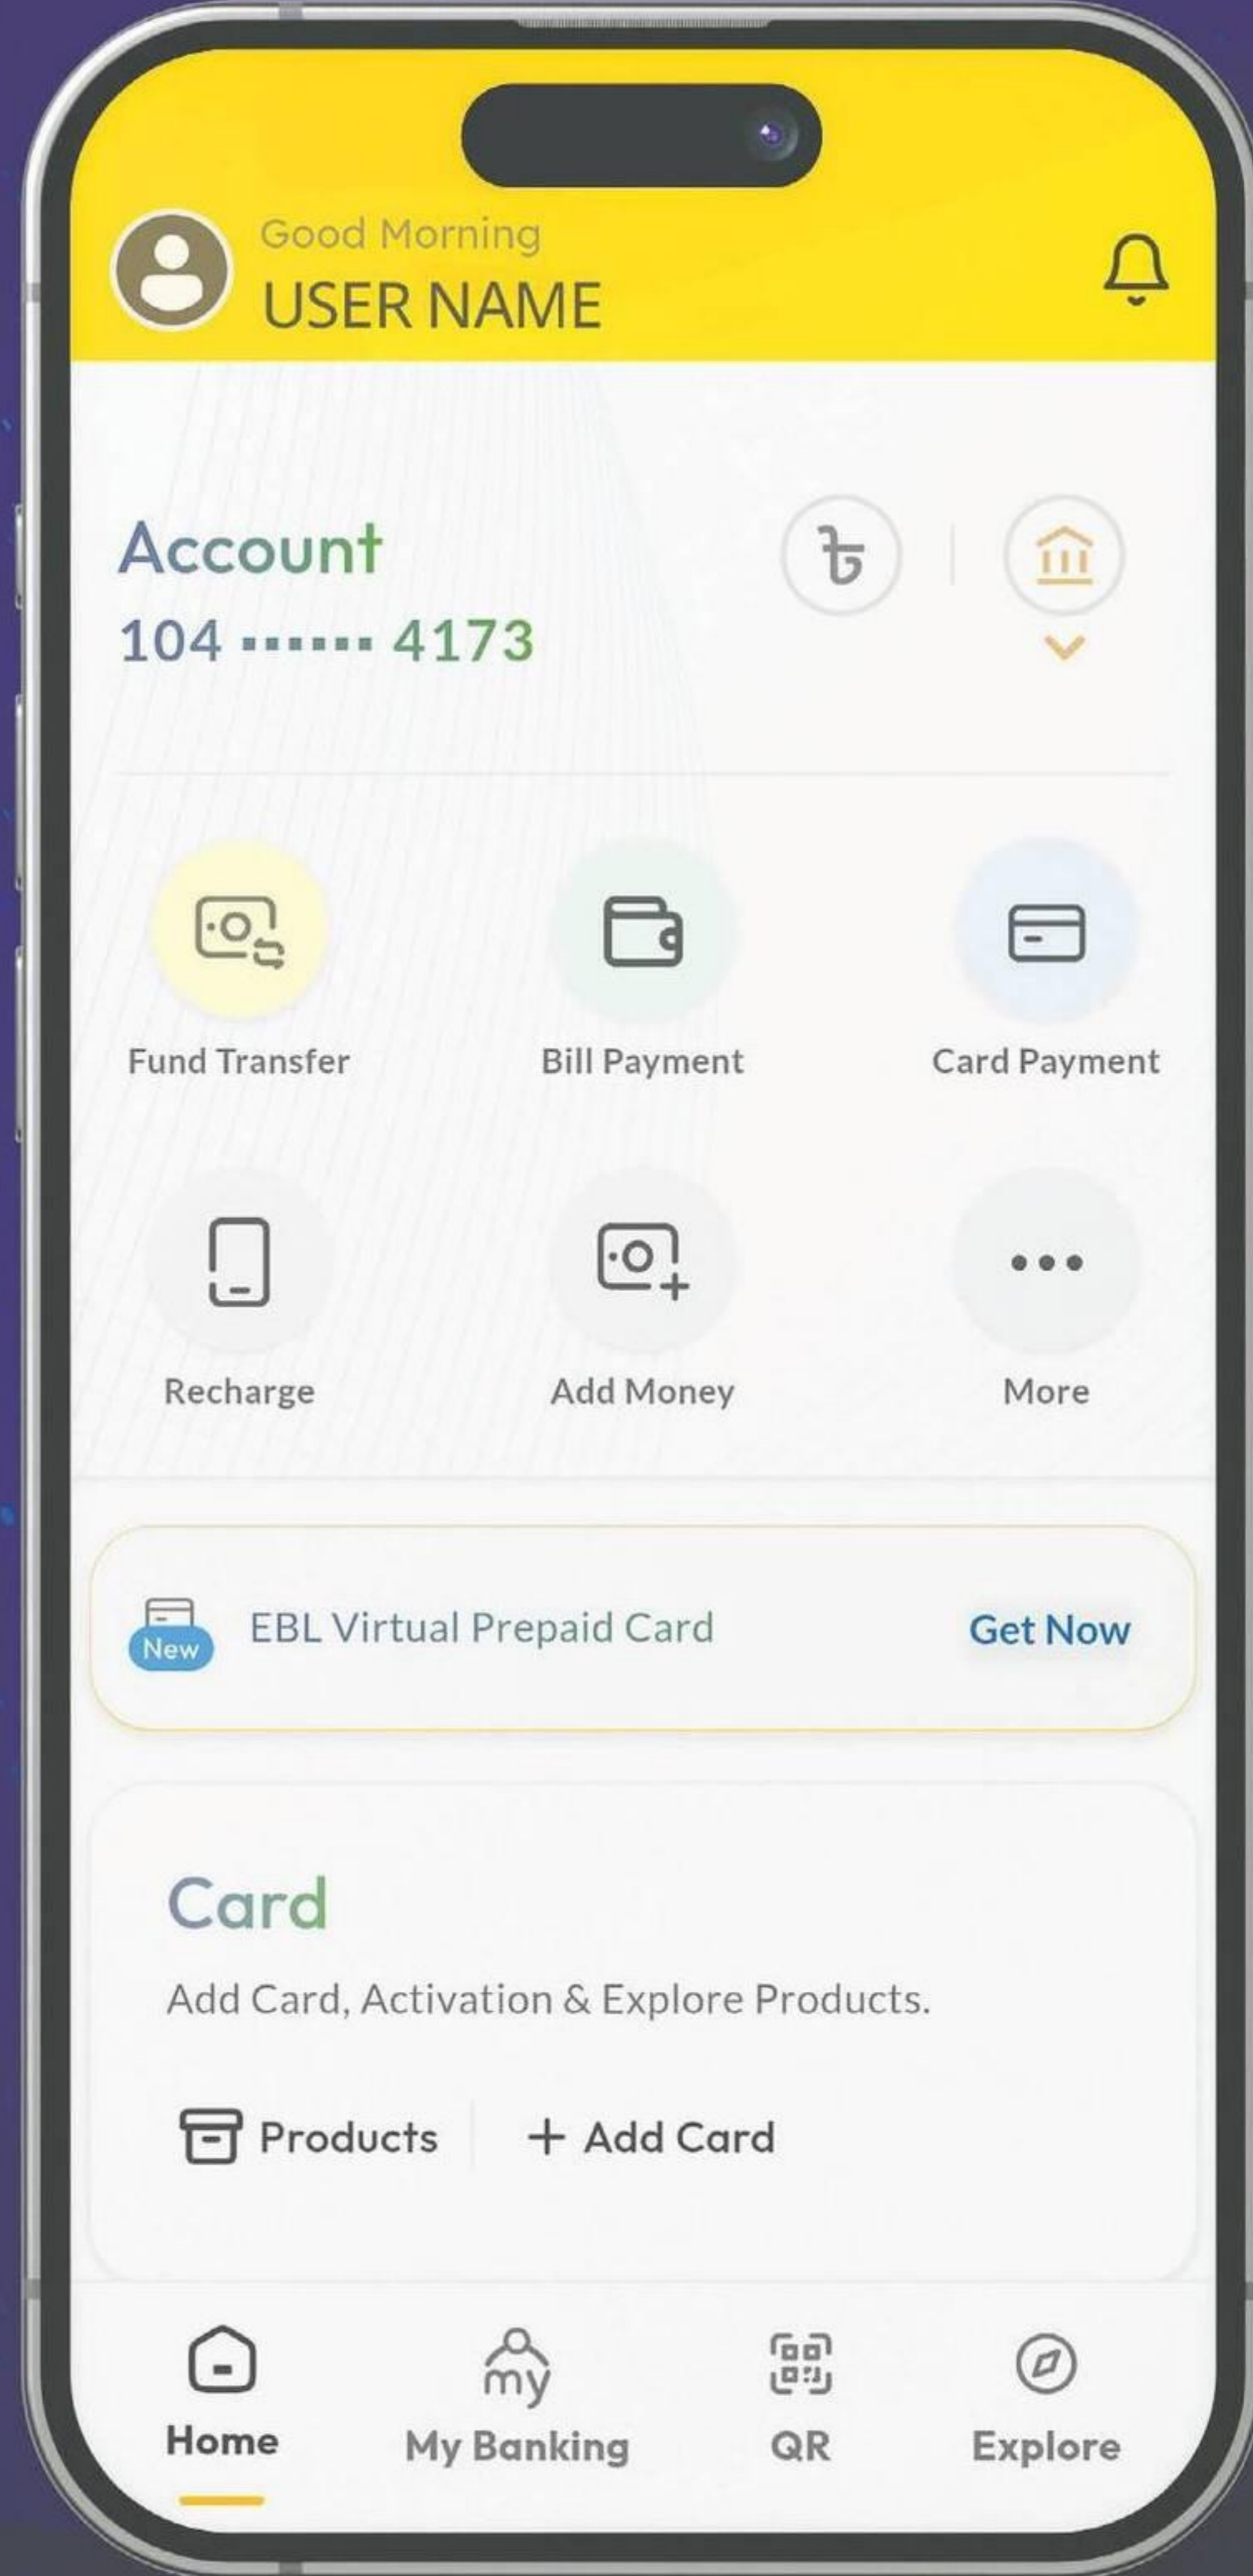 Good Morning
USER NAME
Account
৳
104 ▪▪▪▪▪▪ 4173
Fund Transfer
Bill Payment
Card Payment
Recharge
Add Money
More
New
EBL Virtual Prepaid Card
Get Now
Card
Add Card, Activation & Explore Products.
Products
+ Add Card
my
Home
My Banking
QR
Explore